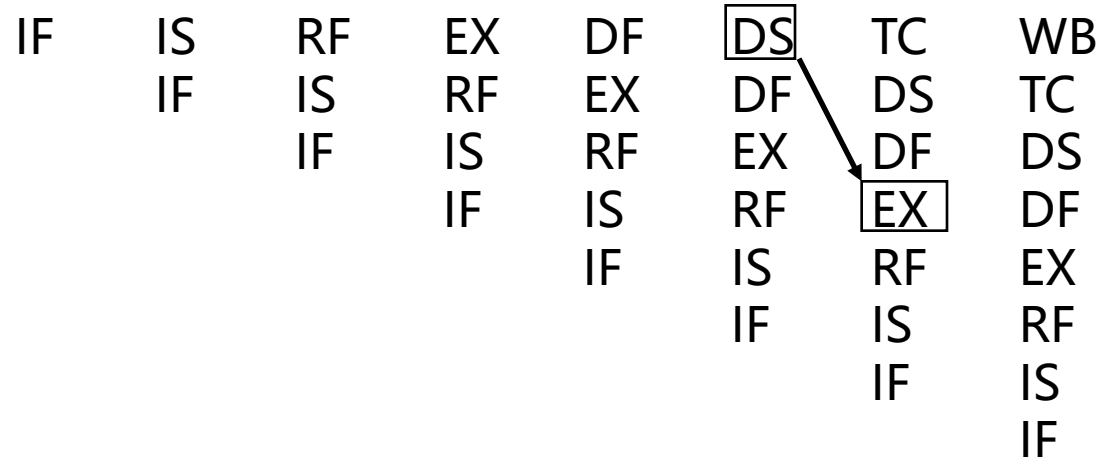 IF IS RF EX DF DS TC WB
IF IS RF EX DF DS TC
IF IS RF EX DF DS
IF IS RF EX DF
IF IS RF EX
IF IS RF
IF IS
IF